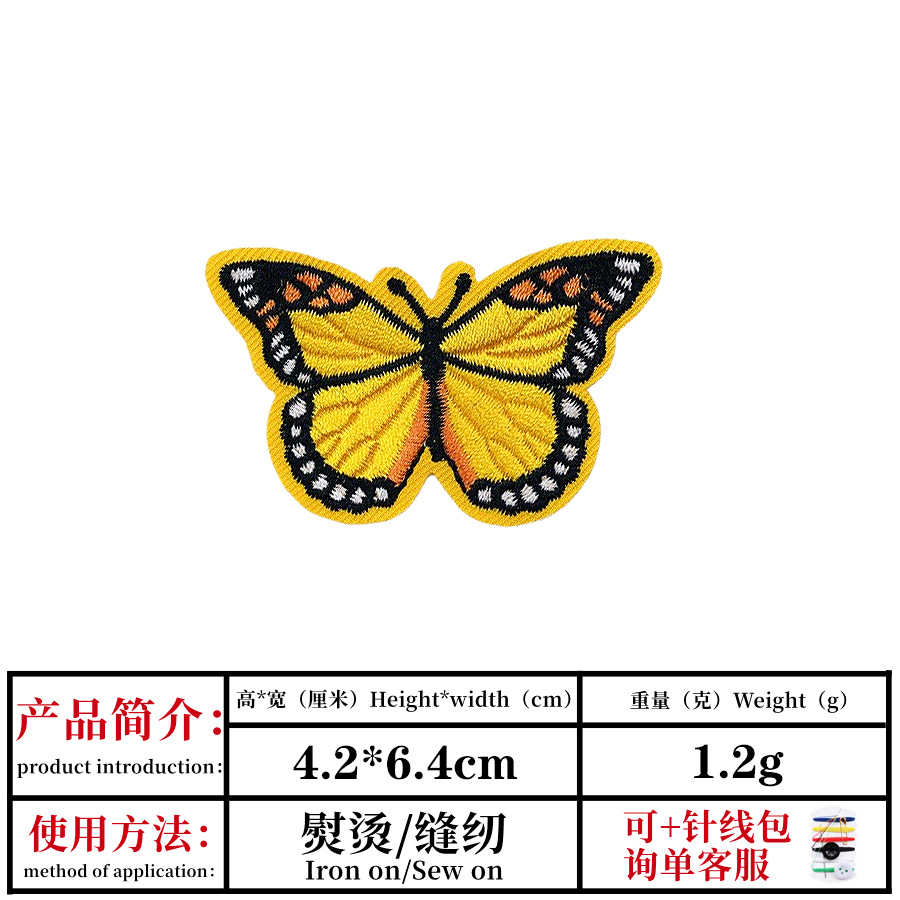 产品简介：
product introduction：
高*宽（厘米）Height*width（cm）
重量（克）Weight（g）
4.2*6.4cm
1.2g
使用方法：
method of application：
熨烫/缝纫
Iron on/Sew on
可+针线包
询单客服